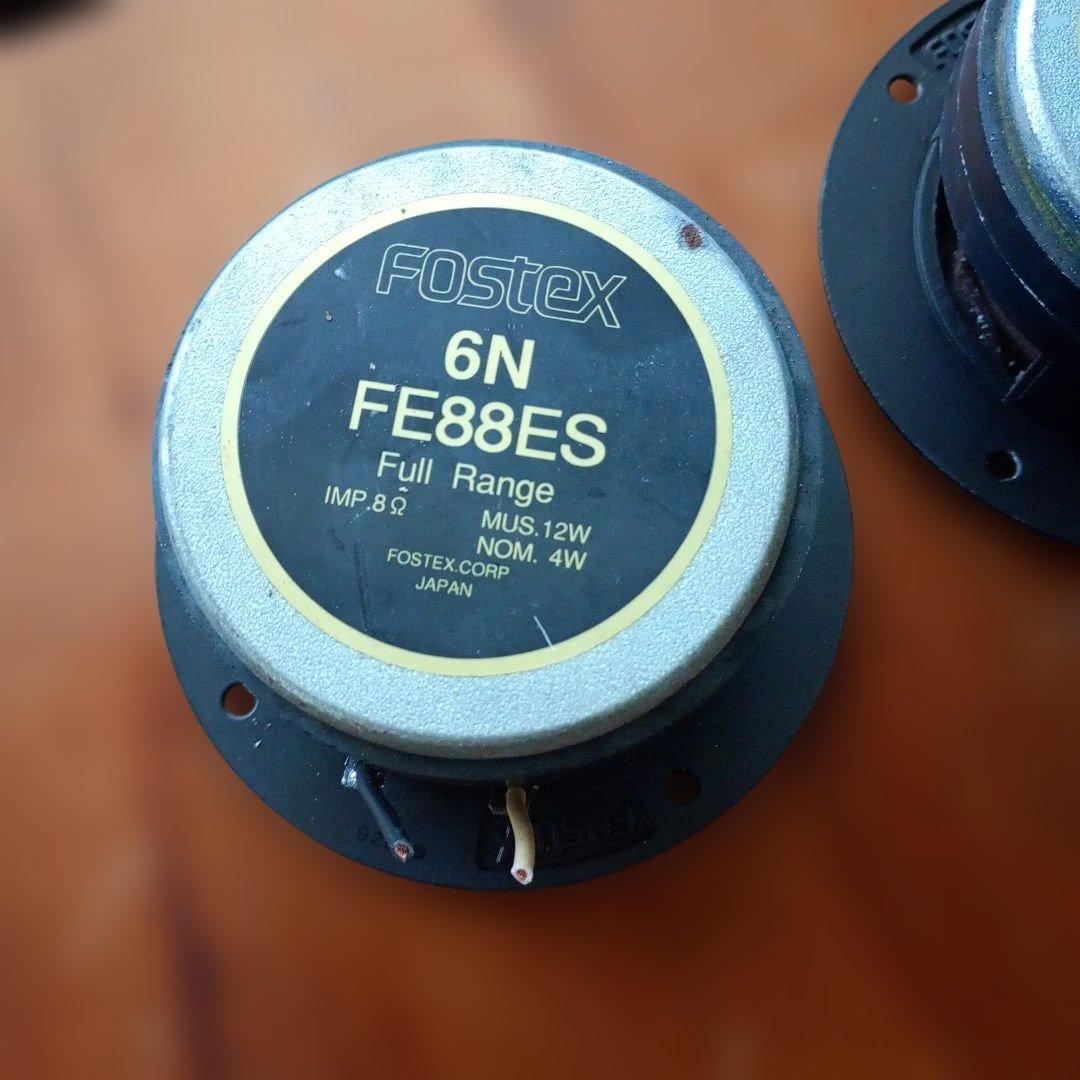 Fostex
6N
FE88ES
Full Range
IMP.8Ω
MUS.12W
NOM. 4W
FOSTEX.CORP
JAPAN